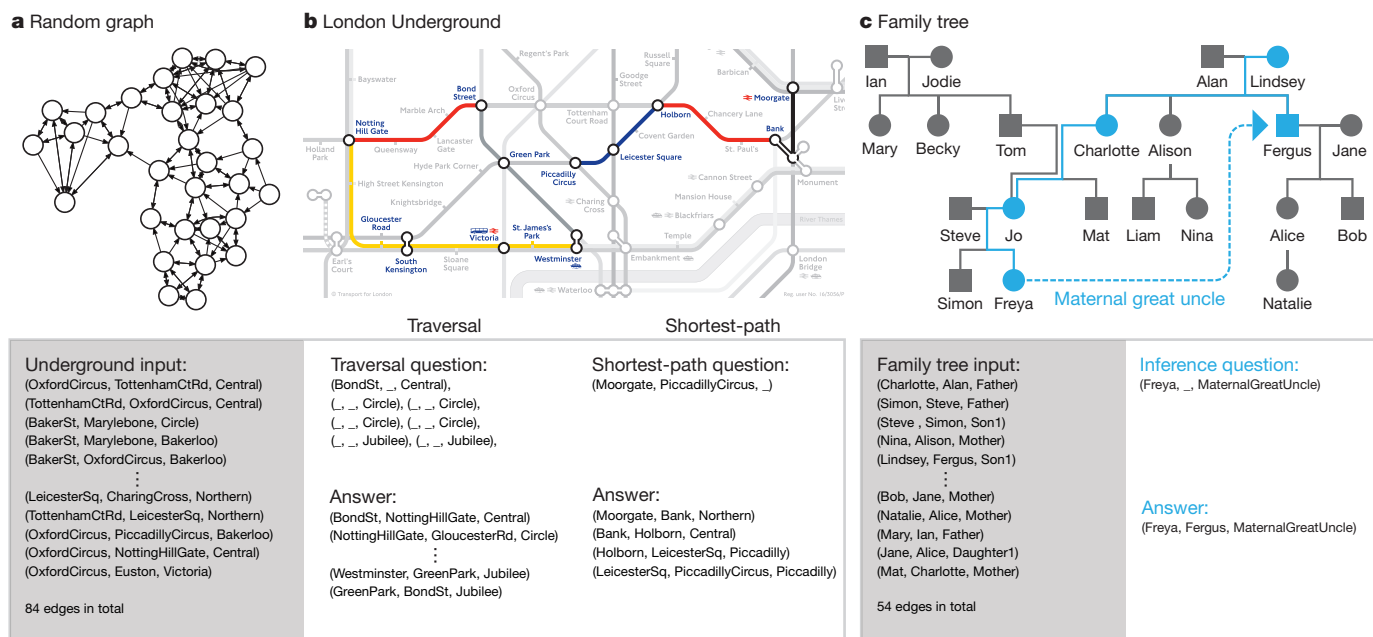 a Random graph
b London Underground
c Family tree
Bayswater
Regent's Park
Goodge
Street
Russell
Square
Barbican
Bond
Street
Oxford
Circus
Marble Arch
Tottenham
Court Road
Holborn
Chancery Lane
Moorgate
Notting
Hill Gate
Holland
Park
Queensway
Lancaster
Gate
Covent Garden
Bank
St. Paul's
Hyde Park Corner
Green Park
Leicester Square
Piccadilly
Circus
Monument
High Street Kensington
Knightsbridge
Cannon Street
Mansion House
Charing
Cross
Blackfriars
River Thames
Gloucester
Road
Victoria
St. James's
Park
Temple
Earl's
Court
South
Kensington
Sloane
Square
Westminster
Embankment
London
Bridge
Waterloo
© Transport for London
Ian
Jodie
Alan
Lindsey
Mary
Becky
Tom
Charlotte
Alison
Fergus
Jane
Steve
Jo
Mat
Liam
Nina
Alice
Bob
Simon
Freya
Maternal great uncle
Natalie
Traversal
Shortest-path
Underground input:
(OxfordCircus, TottenhamCtRd, Central)
(TottenhamCtRd, OxfordCircus, Central)
(BakerSt, Marylebone, Circle)
(BakerSt, Marylebone, Bakerloo)
(BakerSt, OxfordCircus, Bakerloo)
⋮
(LeicesterSq, CharingCross, Northern)
(TottenhamCtRd, LeicesterSq, Northern)
(OxfordCircus, PiccadillyCircus, Bakerloo)
(OxfordCircus, NottingHillGate, Central)
(OxfordCircus, Euston, Victoria)
84 edges in total
Traversal question:
(BondSt, _, Central),
(_, _, Circle), (_, _, Circle),
(_, _, Circle), (_, _, Circle),
(_, _, Jubilee), (_, _, Jubilee),
Answer:
(BondSt, NottingHillGate, Central)
(NottingHillGate, GloucesterRd, Circle)
⋮
(Westminster, GreenPark, Jubilee)
(GreenPark, BondSt, Jubilee)
Shortest-path question:
(Moorgate, PiccadillyCircus, _)
Answer:
(Moorgate, Bank, Northern)
(Bank, Holborn, Central)
(Holborn, LeicesterSq, Piccadilly)
(LeicesterSq, PiccadillyCircus, Piccadilly)
Family tree input:
(Charlotte, Alan, Father)
(Simon, Steve, Father)
(Steve , Simon, Son1)
(Nina, Alison, Mother)
(Lindsey, Fergus, Son1)
⋮
(Bob, Jane, Mother)
(Natalie, Alice, Mother)
(Mary, Ian, Father)
(Jane, Alice, Daughter1)
(Mat, Charlotte, Mother)
54 edges in total
Inference question:
(Freya, _, MaternalGreatUncle)
Answer:
(Freya, Fergus, MaternalGreatUncle)